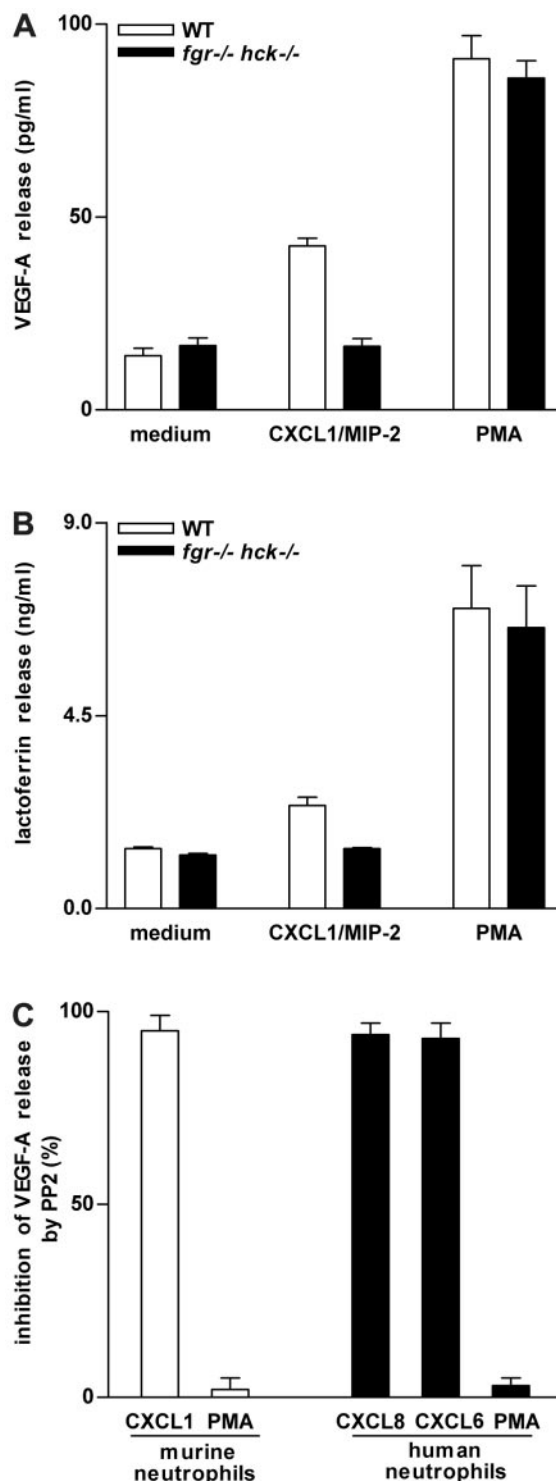 A
WT
fgr-/- hck-/-
VEGF-A release (pg/ml)
100
50
0
medium CXCL1/MIP-2 PMA
B
WT
fgr-/- hck-/-
lactoferrin release (ng/ml)
9.0
4.5
0.0
medium CXCL1/MIP-2 PMA
C
inhibition of VEGF-A release
by PP2 (%)
100
50
0
CXCL1 PMA CXCL8 CXCL6 PMA
murine human
neutrophils neutrophils